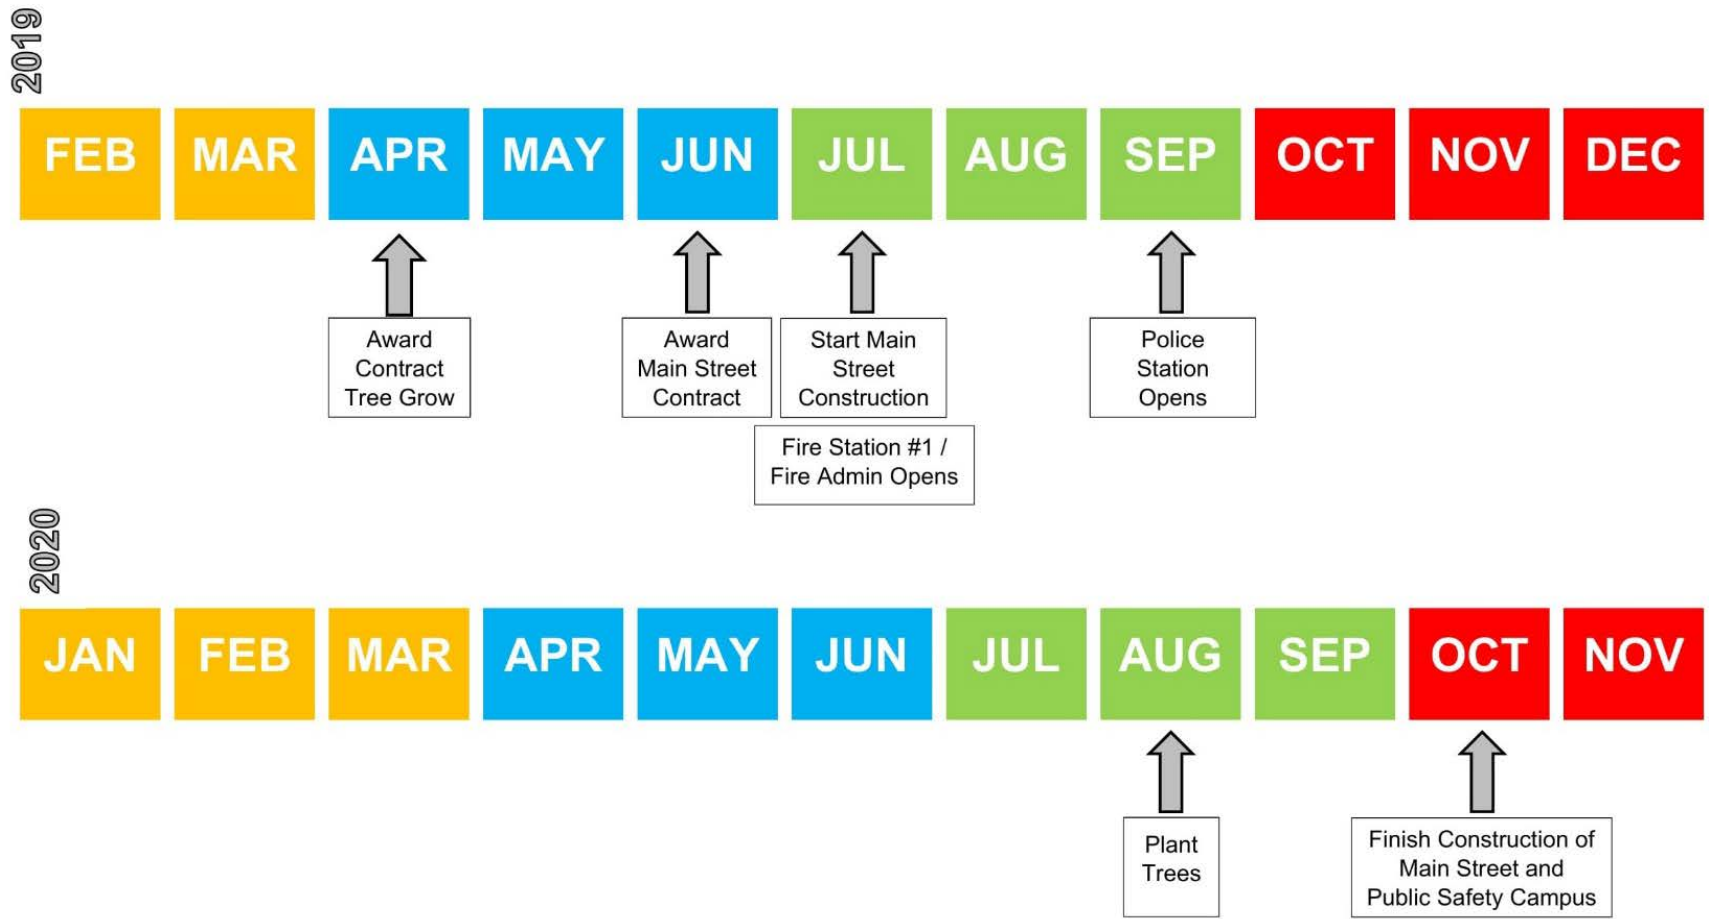 2019
FEB MAR APR MAY JUN JUL AUG SEP OCT NOV DEC
Award
Contract
Tree Grow
Award
Main Street
Contract
Start Main
Street
Construction
Fire Station #1 /
Fire Admin Opens
Police
Station
Opens
2020
JAN FEB MAR APR MAY JUN JUL AUG SEP OCT NOV
Plant
Trees
Finish Construction of
Main Street and
Public Safety Campus